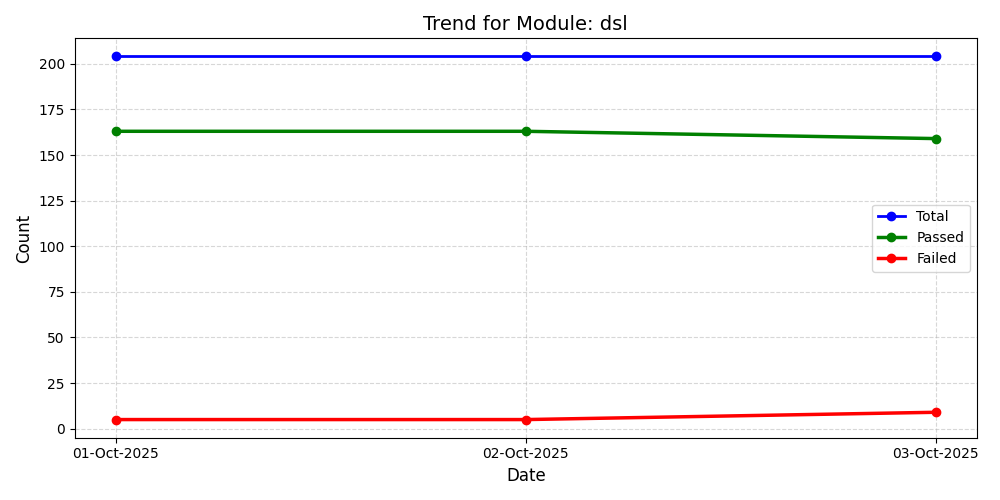 Trend for Module: dsl
200
175
150
125
100
75
50
25
0
Count
Total
Passed
Failed
01-Oct-2025
02-Oct-2025
03-Oct-2025
Date